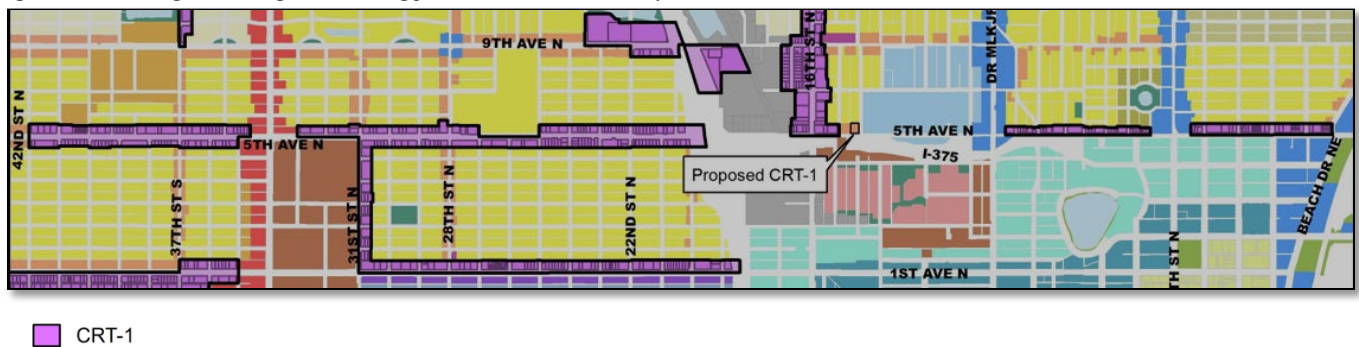 42ND ST N
37TH ST S
5TH AVE N
31ST ST N
28TH ST N
9TH AVE N
22ND ST N
16TH ST N
DR MLK JR
5TH AVE N
I-375
Proposed CRT-1
1ST AVE N
TH ST N
BEACH DR NE
CRT-1